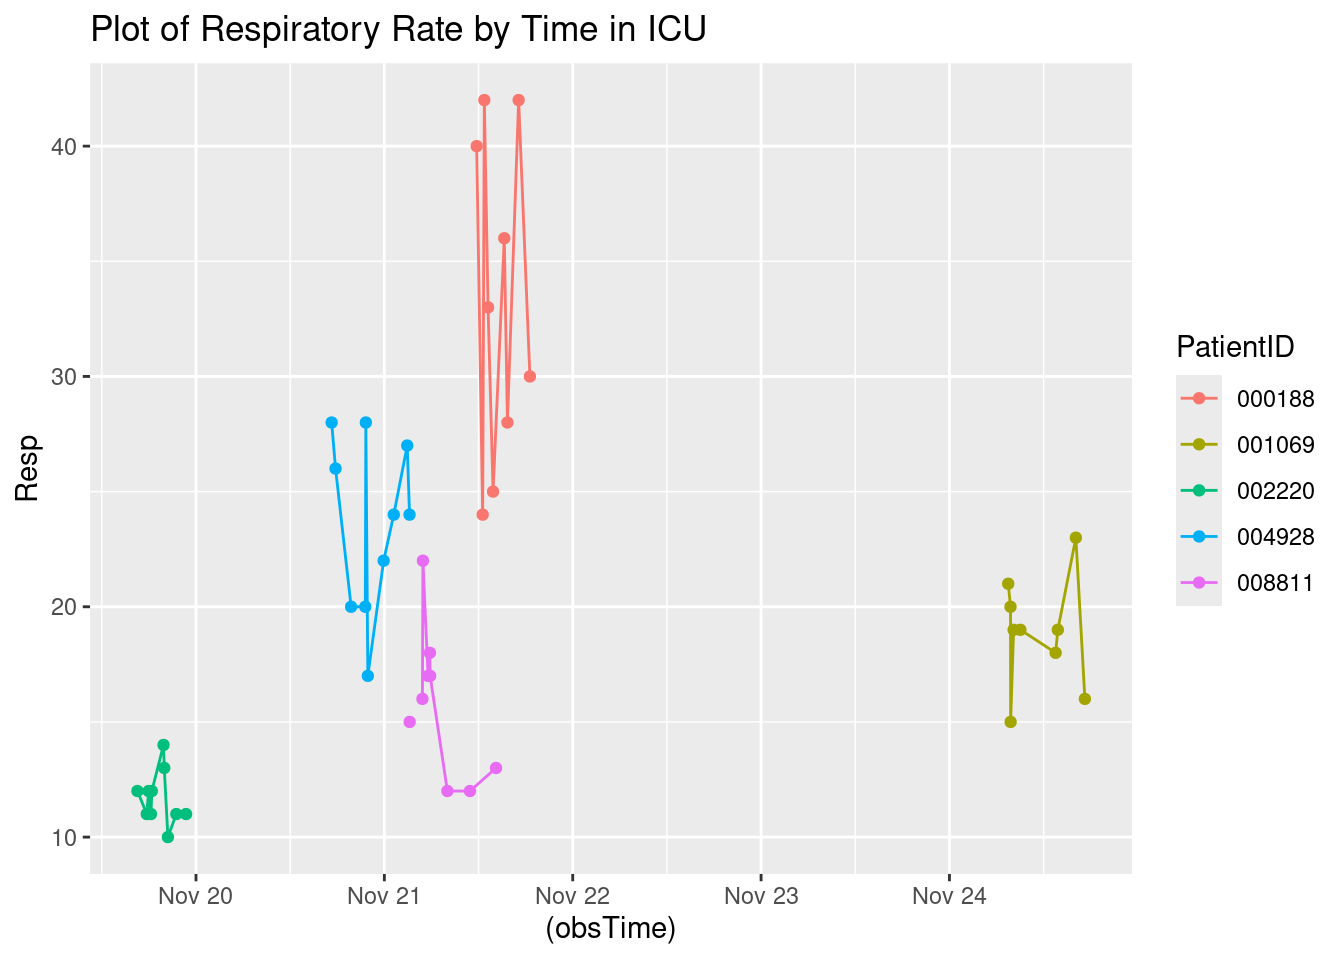 Plot of Respiratory Rate by Time in ICU
Resp
40
30
20
10
Nov 20
Nov 21
Nov 22
Nov 23
Nov 24
(obsTime)
PatientID
000188
001069
002220
004928
008811